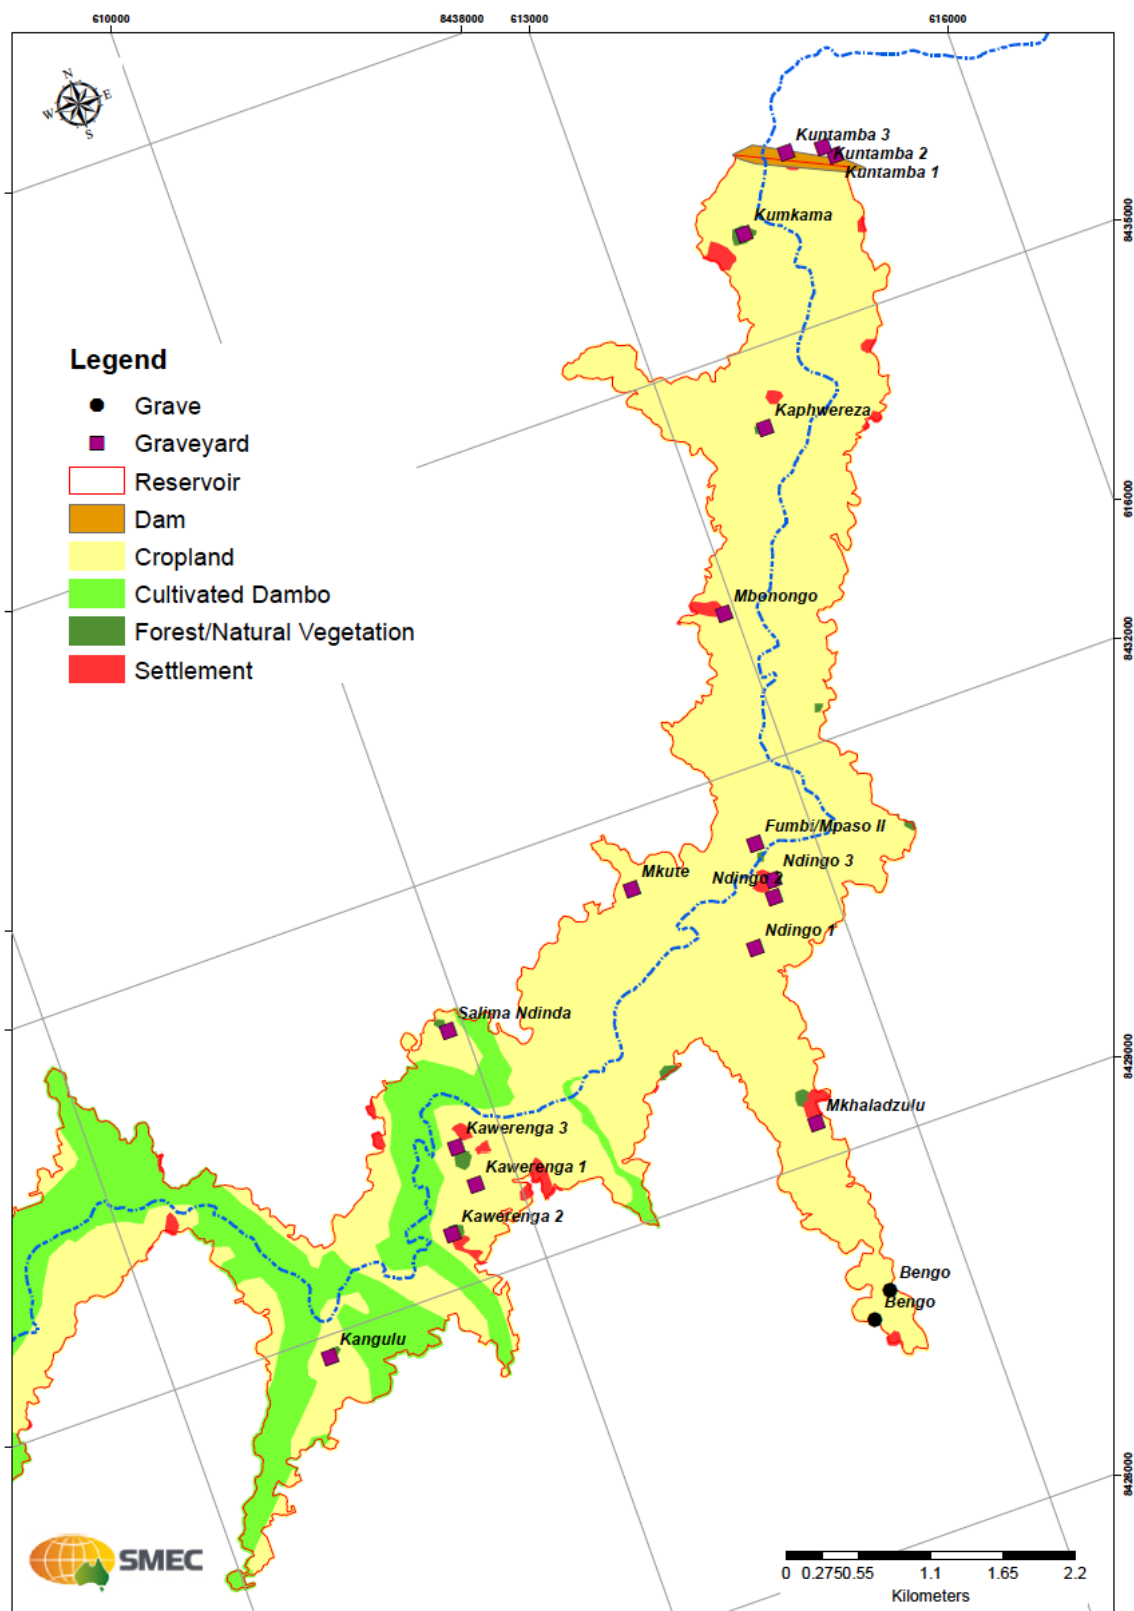 610000
8438000
613000
616000
N
E
W
S
Kuntamba 3
Kuntamba 2
Kuntamba 1
Kumkama
8435000
Legend
Grave
Graveyard
Reservoir
Dam
Cropland
Cultivated Dambo
Forest/Natural Vegetation
Settlement
Kaphwereza
616000
Mbonongo
8432000
Fumbi/Mpaso II
Ndingo 3
Ndingo 2
Mkute
Ndingo 1
Salima Ndinda
8429000
Mkhaladzulu
Kawerenga 3
Kawerenga 1
Kawerenga 2
Bengo
Bengo
Kangulu
8426000
SMEC
0 0.275 0.55 1.1 1.65 2.2
Kilometers